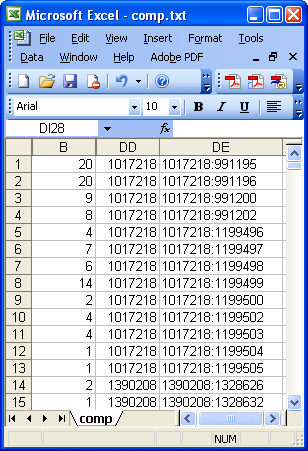 Microsoft Excel - comp.txt
File Edit View Insert Format Tools
Data Window Help Adobe PDF
Arial 10 B I U
DI28 fx
B DD DE
1 20 1017218 1017218:991195
2 20 1017218 1017218:991196
3 9 1017218 1017218:991200
4 8 1017218 1017218:991202
5 4 1017218 1017218:1199496
6 7 1017218 1017218:1199497
7 6 1017218 1017218:1199498
8 14 1017218 1017218:1199499
9 2 1017218 1017218:1199500
10 4 1017218 1017218:1199502
11 4 1017218 1017218:1199503
12 1 1017218 1017218:1199504
13 1 1017218 1017218:1199505
14 2 1390208 1390208:1328626
15 1 1390208 1390208:1328632
comp
NUM